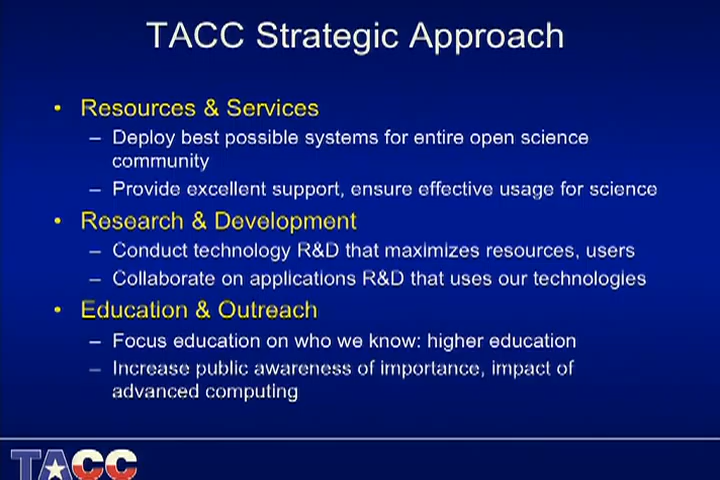 TACC Strategic Approach
• Resources & Services
– Deploy best possible systems for entire open science
community
– Provide excellent support, ensure effective usage for science
• Research & Development
– Conduct technology R&D that maximizes resources, users
– Collaborate on applications R&D that uses our technologies
• Education & Outreach
– Focus education on who we know: higher education
– Increase public awareness of importance, impact of
advanced computing
TACC